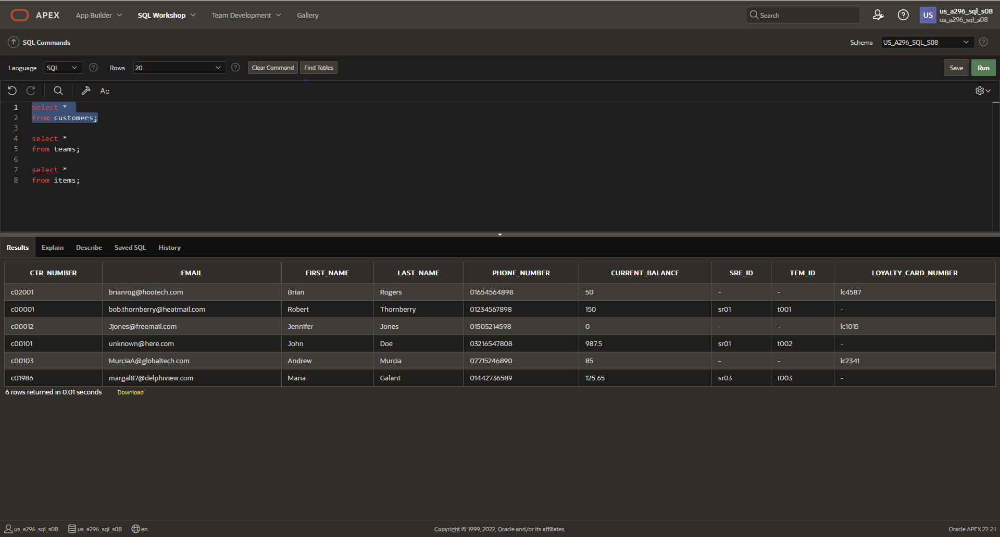 APEX App Builder SQL Workshop Team Development Gallery Search US us_a296_sql_s08
us_a296_sql_s08
SQL Commands Schema US_A296_SQL_S08
Language SQL Rows 20 Clear Command Find Tables Save Run
A::
1 select *
2 from customers;
3
4 select *
5 from teams;
6
7 select *
8 from items;
Results Explain Describe Saved SQL History
CTR_NUMBER EMAIL FIRST_NAME LAST_NAME PHONE_NUMBER CURRENT_BALANCE SRE_ID TEM_ID LOYALTY_CARD_NUMBER
c02001 brianrog@hootech.com Brian Rogers 01654564898 50 - - lc4587
c00001 bob.thornberry@heatmail.com Robert Thornberry 01234567898 150 sr01 t001 -
c00012 Jjones@freemail.com Jennifer Jones 01505214598 0 - - lc1015
c00101 unknown@here.com John Doe 03216547808 987.5 sr01 t002 -
c00103 MurciaA@globaltech.com Andrew Murcia 07715246890 85 - - lc2341
c01986 margal87@delphiview.com Maria Galant 01442736589 125.65 sr03 t003 -
6 rows returned in 0.01 seconds Download
us_a296_sql_s08 us_a296_sql_s08 en Copyright © 1999, 2022, Oracle and/or its affiliates. Oracle APEX 22.2.1